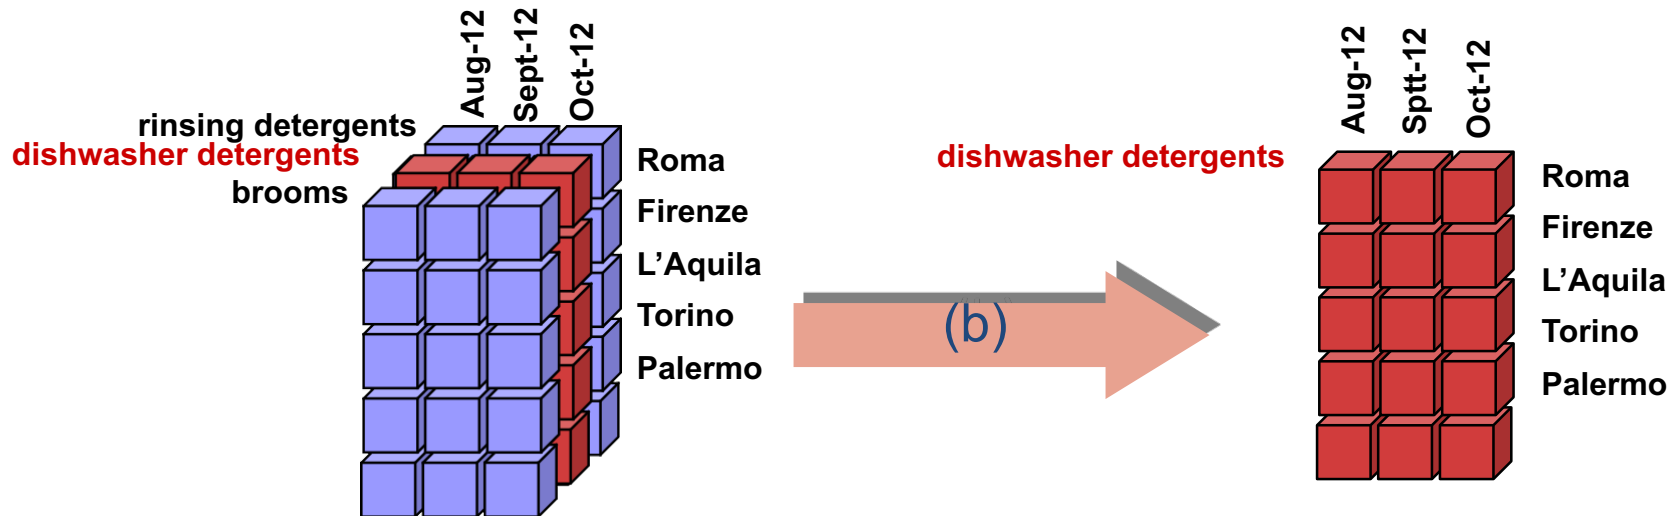 Aug-12
Sept-12
Oct-12
rinsing detergents
dishwasher detergents
brooms
Roma
Firenze
L’Aquila
Torino
Palermo
(b)
dishwasher detergents
Aug-12
Sptt-12
Oct-12
Roma
Firenze
L’Aquila
Torino
Palermo